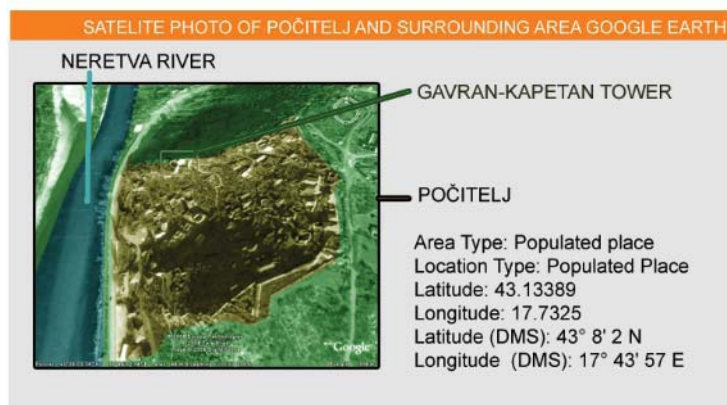 SATELITE PHOTO OF POČITELJ AND SURROUNDING AREA GOOGLE EARTH
NERETVA RIVER
GAVRAN-KAPETAN TOWER
POČITELJ
Area Type: Populated place
Location Type: Populated Place
Latitude: 43.13389
Longitude: 17.7325
Latitude (DMS): 43° 8' 2 N
Longitude (DMS): 17° 43' 57 E
Google